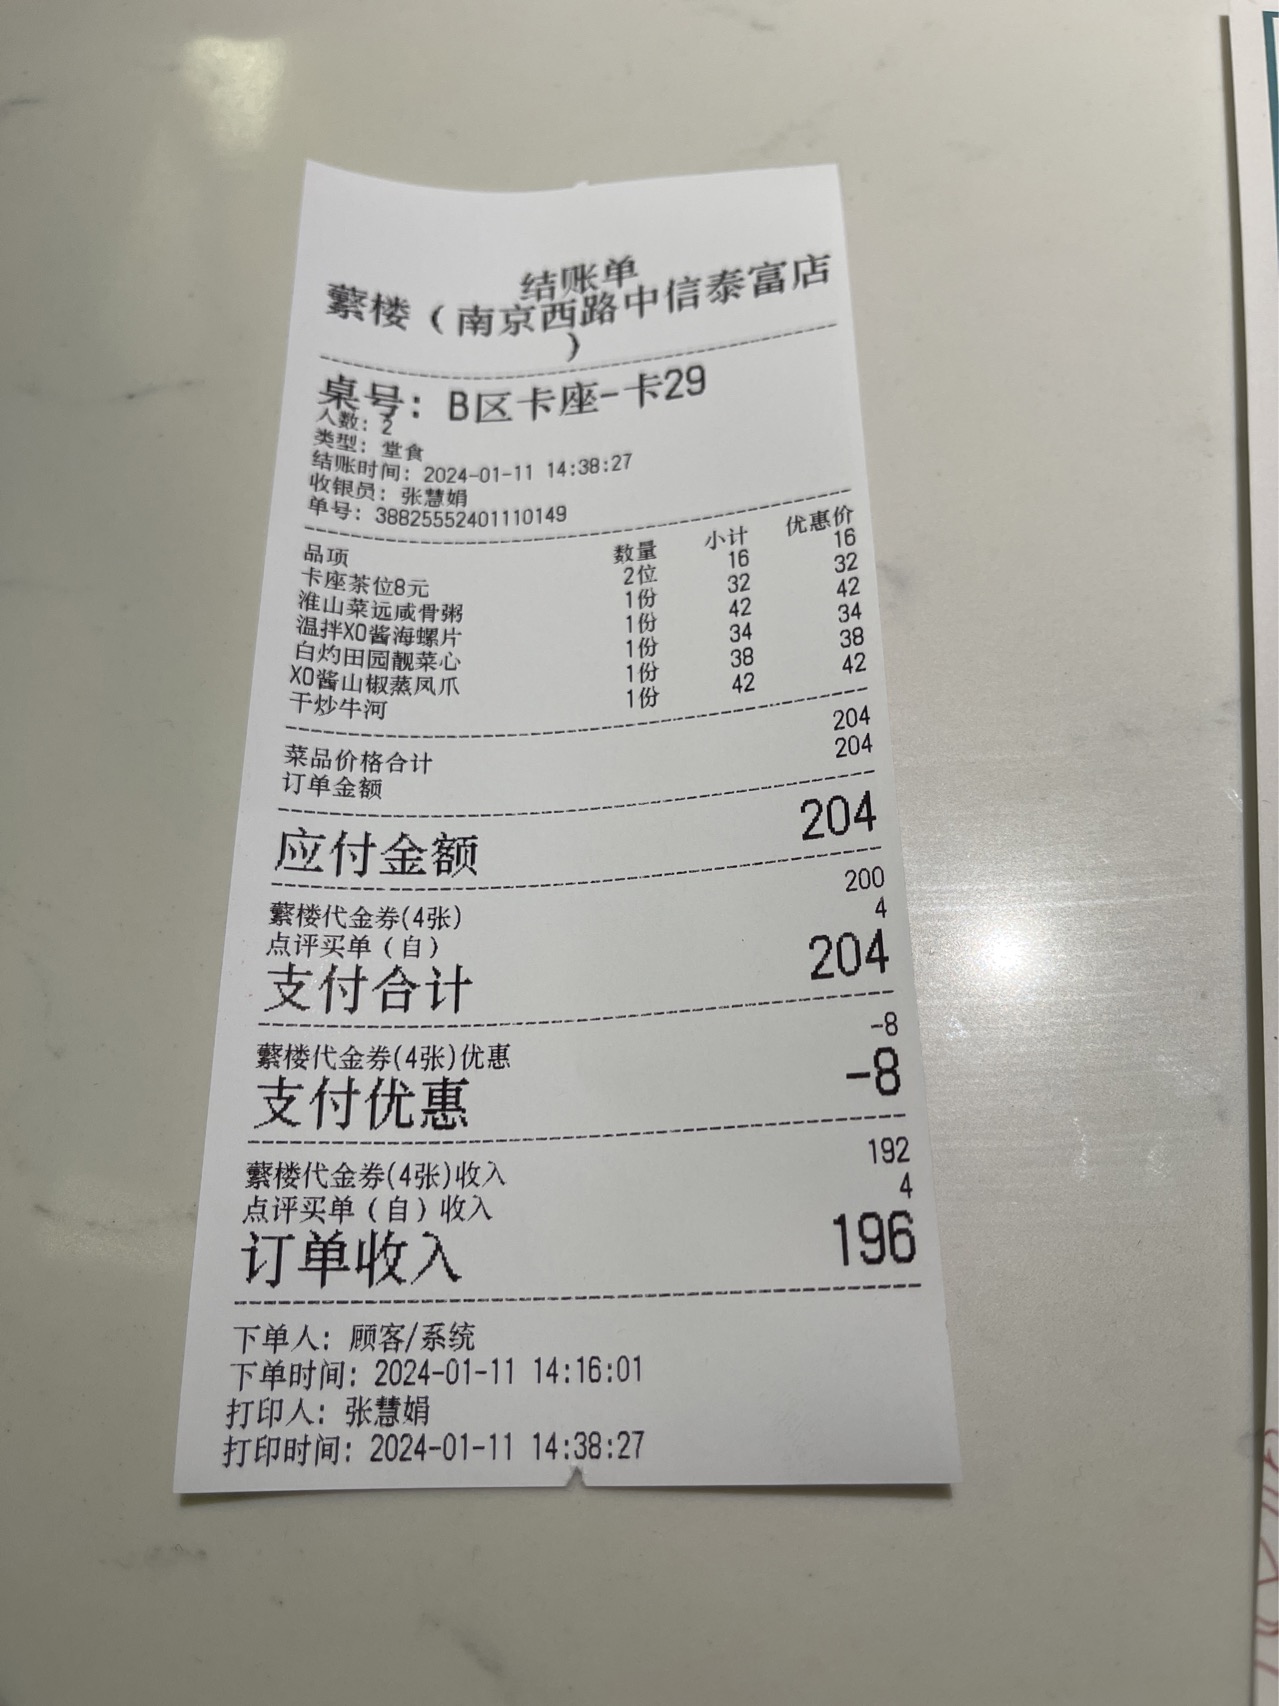 结账单
蘩楼（南京西路中信泰富店
）
桌号：B区卡座-卡29
人数：2
类型：堂食
结账时间：2024-01-11 14:38:27
收银员：张慧娟
单号：38825552401110149
品项 数量 小计 优惠价
卡座茶位8元 2位 16 16
淮山菜远咸骨粥 1份 32 32
温拌XO酱海螺片 1份 42 42
白灼田园靓菜心 1份 34 34
XO酱山椒蒸凤爪 1份 38 38
干炒牛河 1份 42 42
菜品价格合计 204
订单金额 204
应付金额 204
蘩楼代金券(4张) 200
点评买单（自） 4
支付合计 204
蘩楼代金券(4张)优惠 -8
支付优惠 -8
蘩楼代金券(4张)收入 192
点评买单（自）收入 4
订单收入 196
下单人：顾客/系统
下单时间：2024-01-11 14:16:01
打印人：张慧娟
打印时间：2024-01-11 14:38:27